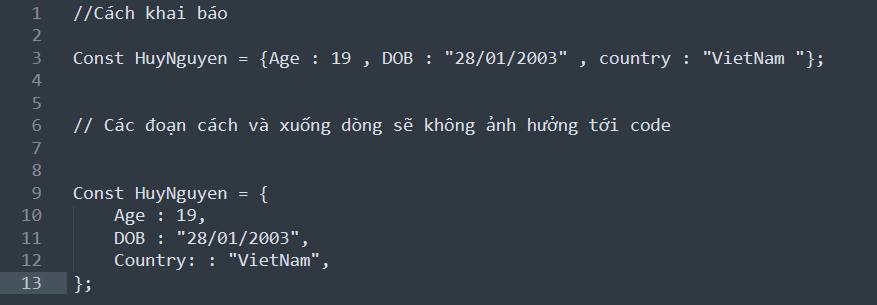 1 //Cách khai báo
2
3 Const HuyNguyen = {Age : 19 , DOB : "28/01/2003" , country : "VietNam "};
4
5
6 // Các đoạn cách và xuống dòng sẽ không ảnh hưởng tới code
7
8
9 Const HuyNguyen = {
10 Age : 19,
11 DOB : "28/01/2003",
12 Country: : "VietNam",
13 };